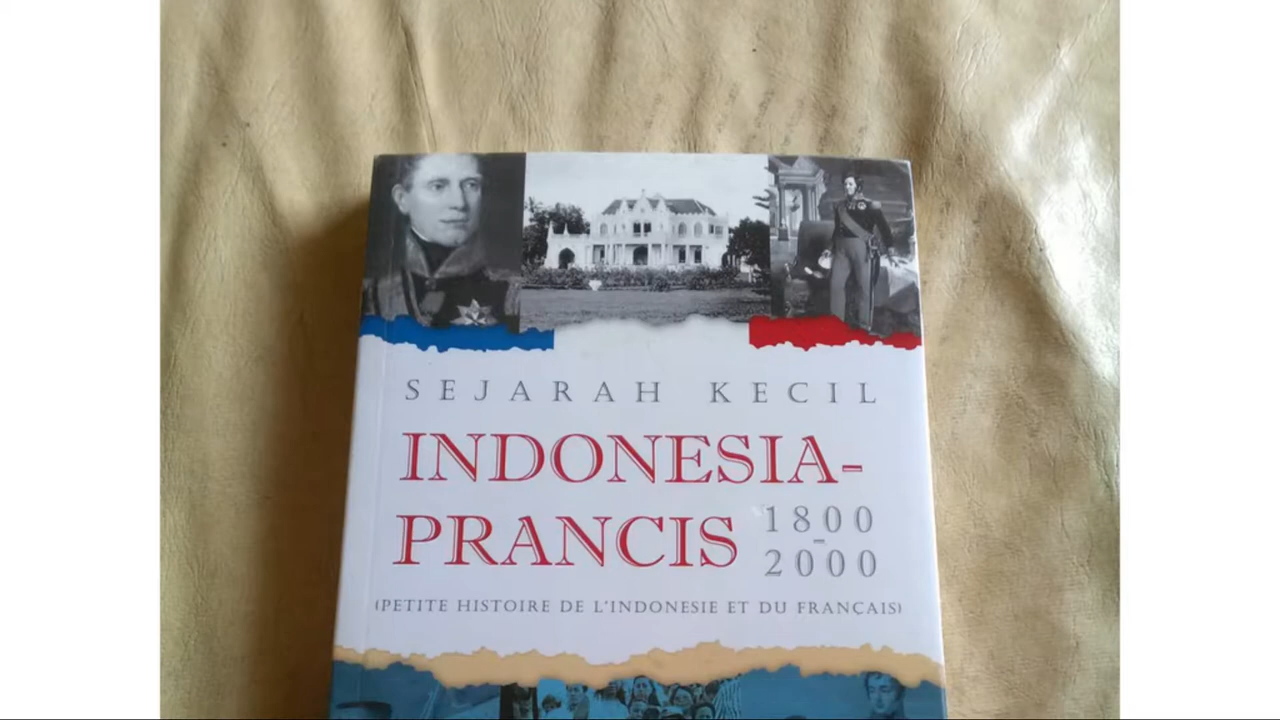 SEJARAH KECIL
INDONESIA-
PRANCIS 1800
–
2000
(PETITE HISTOIRE DE L'INDONESIE ET DU FRANCAIS)